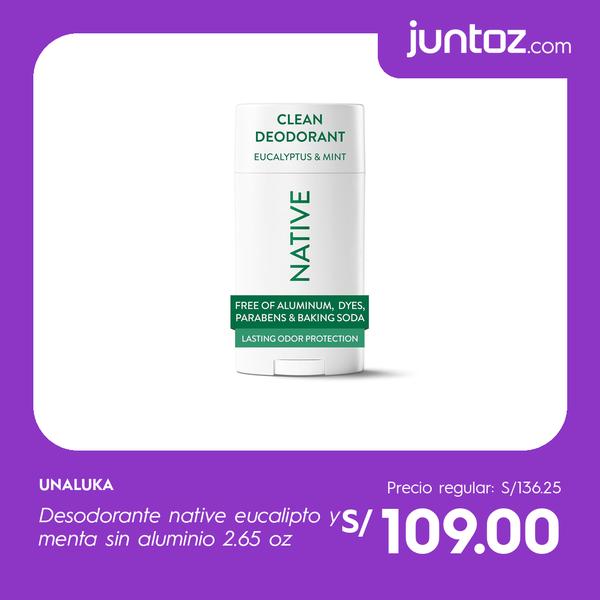 juntoz.com
CLEAN
DEODORANT
EUCALYPTUS & MINT
NATIVE
FREE OF ALUMINUM, DYES,
PARABENS & BAKING SODA
LASTING ODOR PROTECTION
UNALUKA
Desodorante native eucalipto y
menta sin aluminio 2.65 oz
Precio regular: S/136.25
S/ 109.00